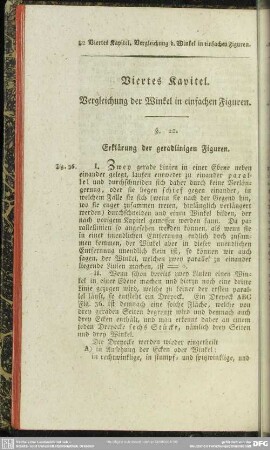 52 Viertes Kapitel. Vergleichung d. Winkel in einfachen Figuren.
Viertes Kapitel.
Vergleichung der Winkel in einfachen Figuren.
§. 22.
Erklärung der geradlinigen Figuren.
Fig. 36. I. Zwey gerade Linien in einer Ebene neben
einander gelegt, laufen entweder zu einander paral
lel und durchschneiden sich daher durch keine Verlän
gerung, oder sie liegen schief gegen einander, in
welchem Falle sie sich (wenn sie nach der Gegend hin,
wo sie enger zusammen treten, hinlänglich verlängert
werden) durchschneiden und einen Winkel bilden, der
nach vorigem Kapitel gemessen werden kann. Da pa-
rallellinien so angesehen werden können, als wenn sie
in einer unendlichen Entfernung endlich doch zusam
men kommen, der Winkel aber in dieser unendlichen
Entfernung unendlich klein ist, so können wir auch
sagen, der Winkel, welchen zwey parallel zu einander
liegende Linien machen, ist = 0.
II. Wenn schon vorerst zwey Linien einen Win-
kel in einer Ebene machen und hierzu noch eine dritte
Linie gezogen wird, welche zu keiner der ersten paral-
lel läuft, so entsteht ein Dreyeck. Ein Dreyeck ABC
Fig. 36. ist demnach eine solche Fläche, welche von
drey geraden Seiten begrenzt wird und demnach auch
drey Ecken enthält, und man erkennt daher an einem
jeden Dreyecke sechs Stücke, nämlich drey Seiten
und drey Winkel.
Die Dreyecke werden wieder eingetheilt
A) in Ansehung der Ecken oder Winkel:
in rechtwinklige, in stumpf- und spitzwinklige, und